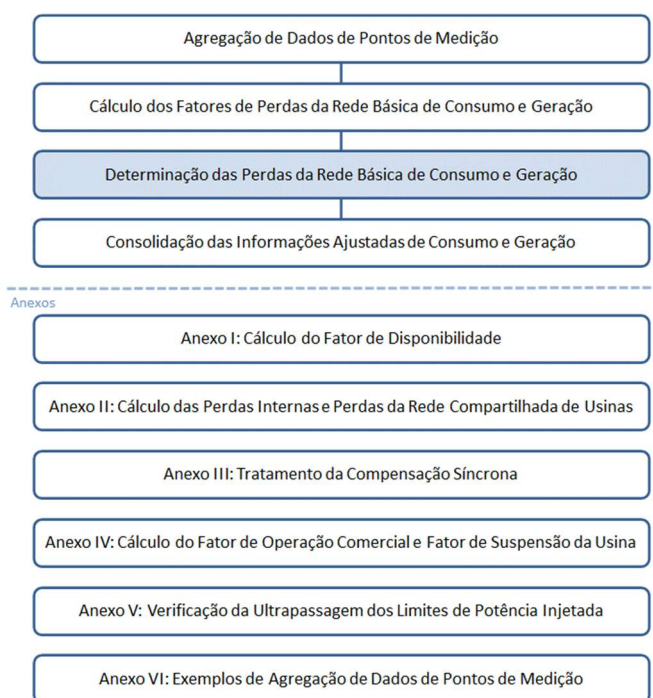 Agregação de Dados de Pontos de Medição
Cálculo dos Fatores de Perdas da Rede Básica de Consumo e Geração
Determinação das Perdas da Rede Básica de Consumo e Geração
Consolidação das Informações Ajustadas de Consumo e Geração
Anexos
Anexo I: Cálculo do Fator de Disponibilidade
Anexo II: Cálculo das Perdas Internas e Perdas da Rede Compartilhada de Usinas
Anexo III: Tratamento da Compensação Síncrona
Anexo IV: Cálculo do Fator de Operação Comercial e Fator de Suspensão da Usina
Anexo V: Verificação da Ultrapassagem dos Limites de Potência Injetada
Anexo VI: Exemplos de Agregação de Dados de Pontos de Medição